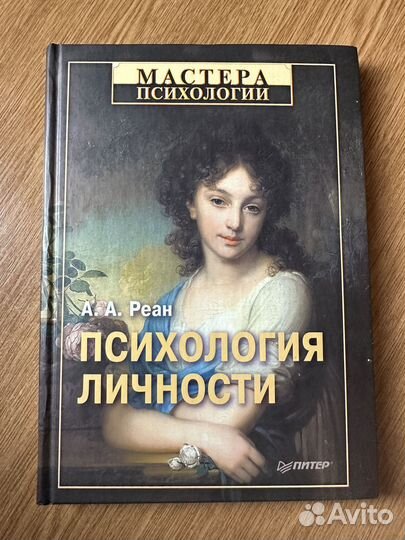 МАСТЕРА
ПСИХОЛОГИИ
А. А. Реан
ПСИХОЛОГИЯ
ЛИЧНОСТИ
ПИТЕР®
Avito